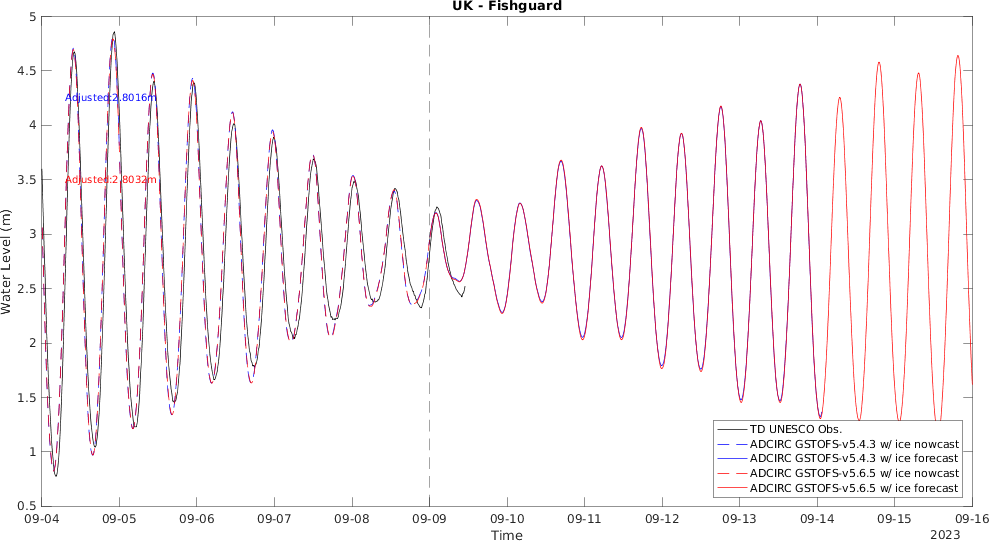 UK - Fishguard
5
4.5
4
3.5
3
2.5
2
1.5
1
0.5
Water Level (m)
Adjusted:2.8016m
Adjusted:2.8032m
TD UNESCO Obs.
ADCIRC GSTOFS-v5.4.3 w/ ice nowcast
ADCIRC GSTOFS-v5.4.3 w/ ice forecast
ADCIRC GSTOFS-v5.6.5 w/ ice nowcast
ADCIRC GSTOFS-v5.6.5 w/ ice forecast
09-04 09-05 09-06 09-07 09-08 09-09 09-10 09-11 09-12 09-13 09-14 09-15 09-16
Time
2023